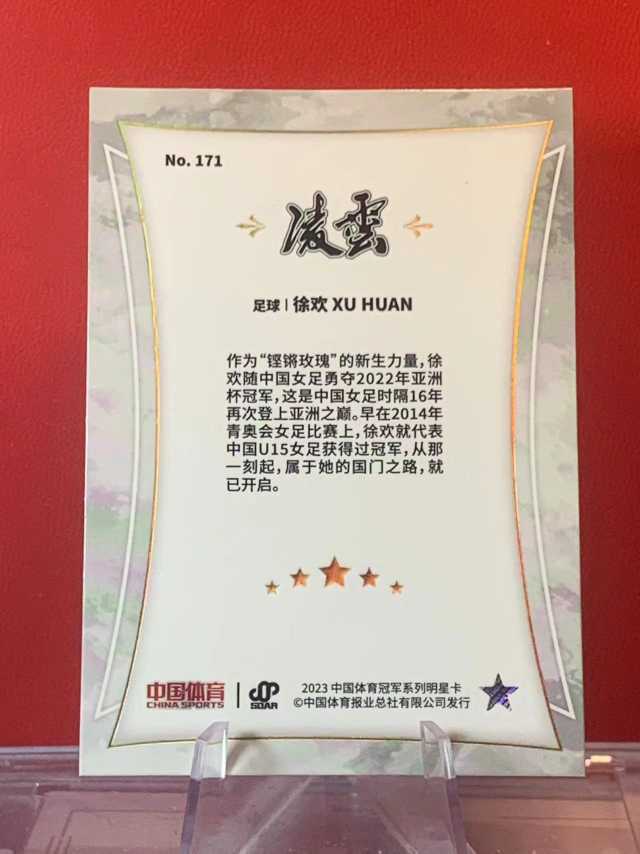 No. 171
凌雲
足球 | 徐欢 XU HUAN
作为“铿锵玫瑰”的新生力量，徐
欢随中国女足勇夺2022年亚洲
杯冠军，这是中国女足时隔16年
再次登上亚洲之巅。早在2014年
青奥会女足比赛上，徐欢就代表
中国U15女足获得过冠军，从那
一刻起，属于她的国门之路，就
已开启。
中国体育
CHINA SPORTS
SOAR
2023 中国体育冠军系列明星卡
©中国体育报业总社有限公司发行